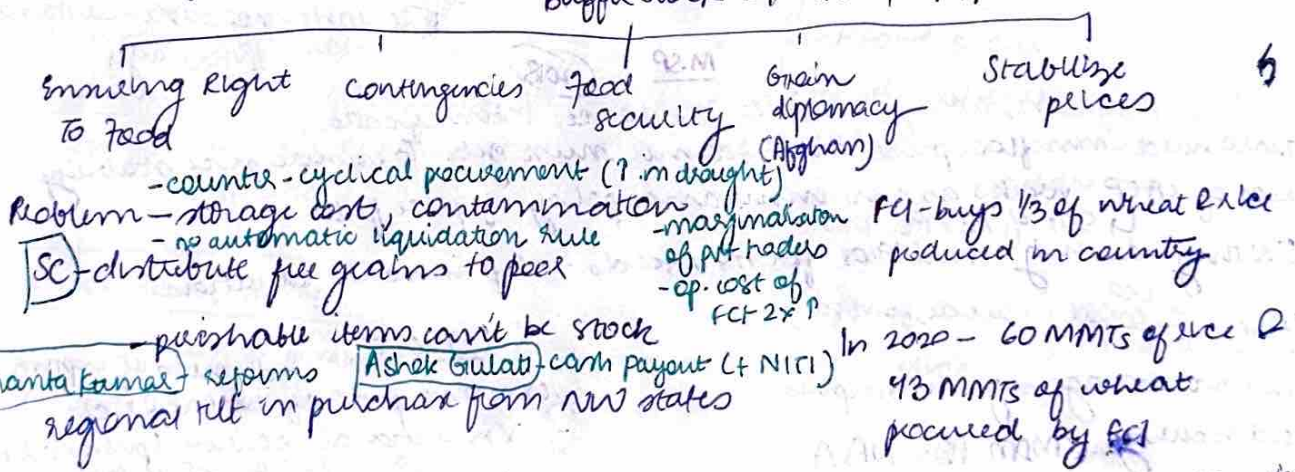 Buffer stock
Ensuring Right To Food
Contingencies
Food security
Grain diplomacy (Afghan)
Stabilize prices
5
- counter-cyclical procurement (↑ in drought)
Problem - storage cost, contamination
- no automatic liquidation rule
SC - distribute free grains to poor
- marginalisation of pvt traders
- op. cost of FCI 2x ↑
FCI - buys 1/3 of wheat & rice
produced in country
- perishable items can't be stock
Shanta Kumar - reforms Ashok Gulati - cash payout (+ NITI)
regional tilt in purchase from NW states
In 2020 - 60 MMTs of rice &
43 MMTs of wheat
procured by FCI